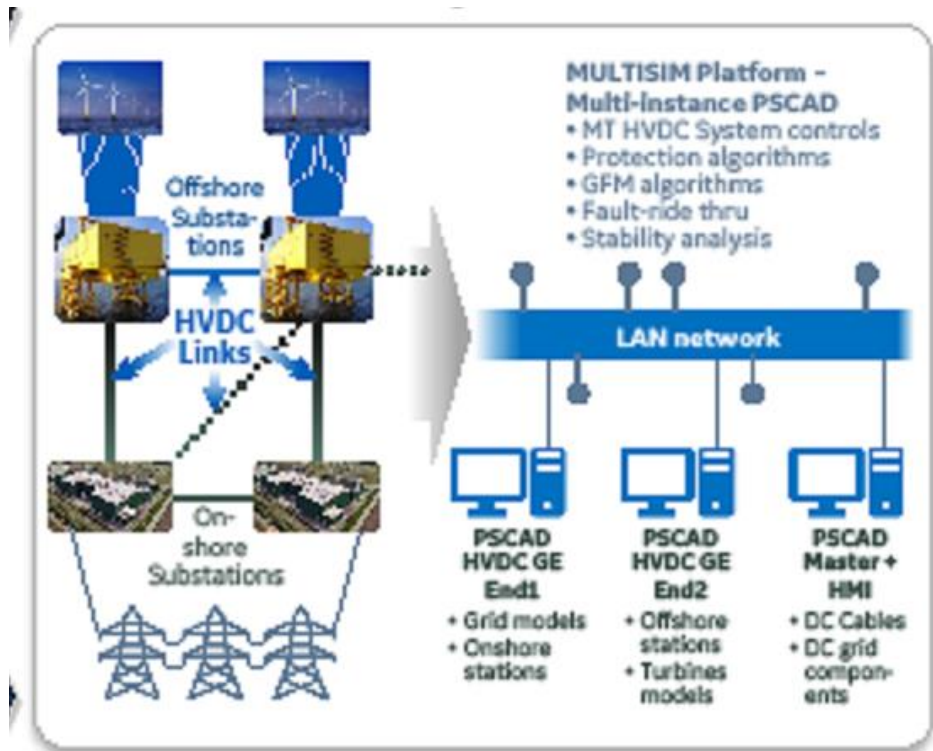 Offshore
Substa-
tions
HVDC
Links
On-
shore
Substations
MULTISIM Platform –
Multi-instance PSCAD
• MT HVDC System controls
• Protection algorithms
• GFM algorithms
• Fault-ride thru
• Stability analysis
LAN network
PSCAD
HVDC GE
End1
• Grid models
• Onshore
stations
PSCAD
HVDC GE
End2
• Offshore
stations
• Turbines
models
PSCAD
Master +
HMI
• DC Cables
• DC grid
compon-
ents